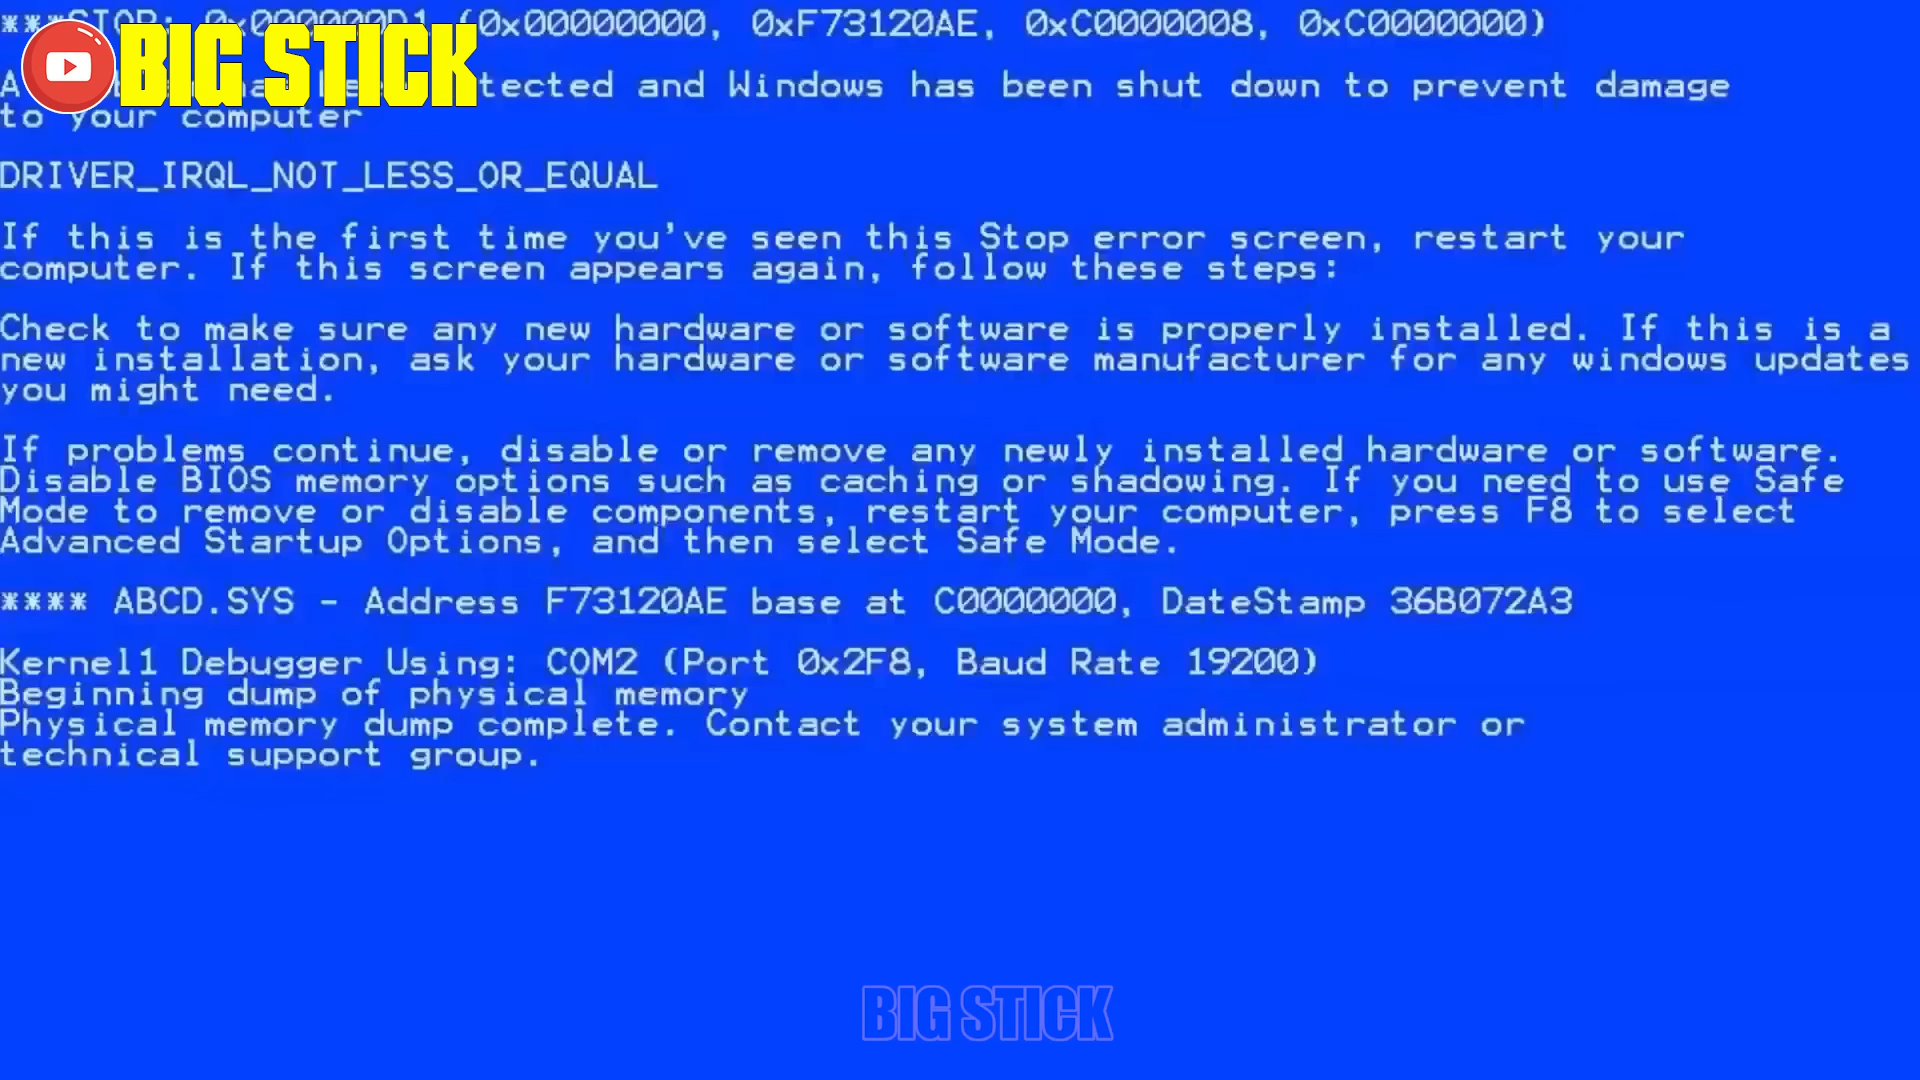 ***STOP: 0x000000D1 (0x00000000, 0xF73120AE, 0xC0000008, 0xC0000000)
BIG STICK
A tected and Windows has been shut down to prevent damage
to your computer
DRIVER_IRQL_NOT_LESS_OR_EQUAL
If this is the first time you've seen this Stop error screen, restart your
computer. If this screen appears again, follow these steps:
Check to make sure any new hardware or software is properly installed. If this is a
new installation, ask your hardware or software manufacturer for any windows updates
you might need.
If problems continue, disable or remove any newly installed hardware or software.
Disable BIOS memory options such as caching or shadowing. If you need to use Safe
Mode to remove or disable components, restart your computer, press F8 to select
Advanced Startup Options, and then select Safe Mode.
**** ABCD.SYS - Address F73120AE base at C0000000, DateStamp 36B072A3
Kernel1 Debugger Using: COM2 (Port 0x2F8, Baud Rate 19200)
Beginning dump of physical memory
Physical memory dump complete. Contact your system administrator or
technical support group.
BIG STICK